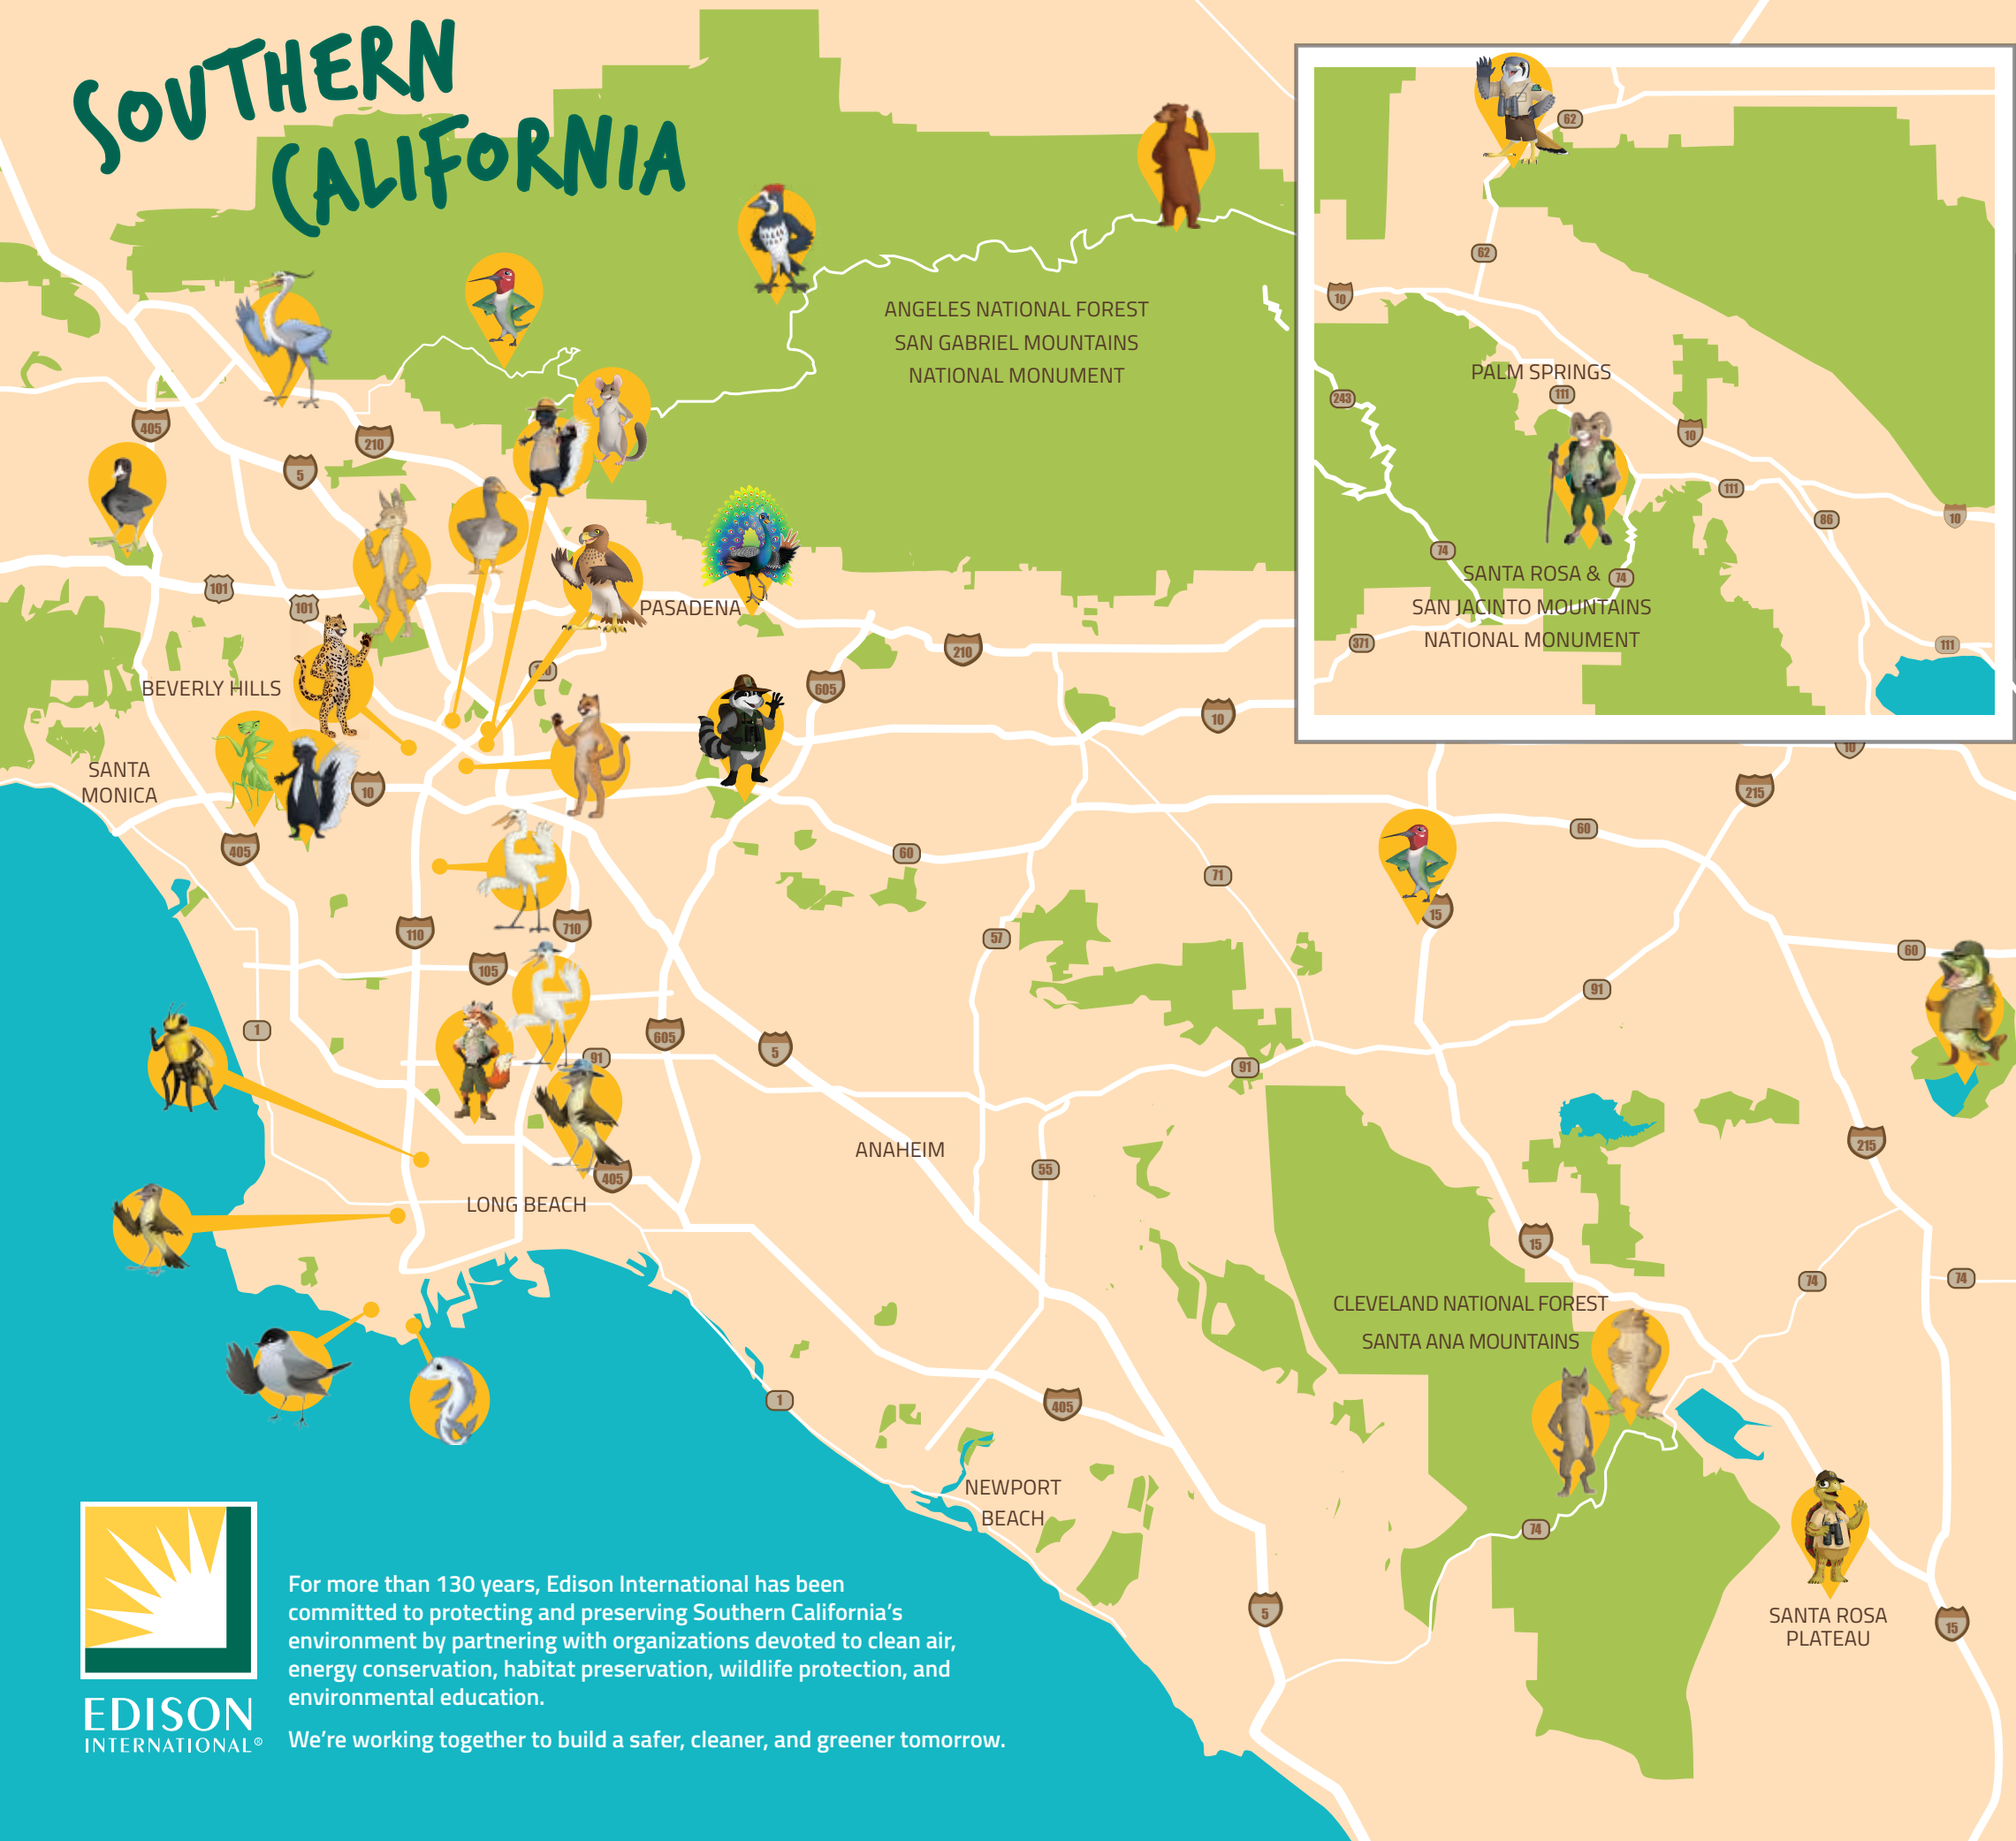 SOUTHERN
CALIFORNIA
62
62
10
ANGELES NATIONAL FOREST
SAN GABRIEL MOUNTAINS
NATIONAL MONUMENT
PALM SPRINGS
111
243
10
405
210
5
111
86
10
74
SANTA ROSA &
74
SAN JACINTO MOUNTAINS
NATIONAL MONUMENT
371
111
101
101
PASADENA
210
605
BEVERLY HILLS
10
10
SANTA
MONICA
10
215
405
60
60
71
15
110
710
57
60
105
91
1
605
5
91
91
ANAHEIM
55
405
215
LONG BEACH
15
74
74
CLEVELAND NATIONAL FOREST
SANTA ANA MOUNTAINS
1
405
NEWPORT
BEACH
74
5
SANTA ROSA
PLATEAU
15
EDISON
INTERNATIONAL®
For more than 130 years, Edison International has been
committed to protecting and preserving Southern California's
environment by partnering with organizations devoted to clean air,
energy conservation, habitat preservation, wildlife protection, and
environmental education.
We're working together to build a safer, cleaner, and greener tomorrow.